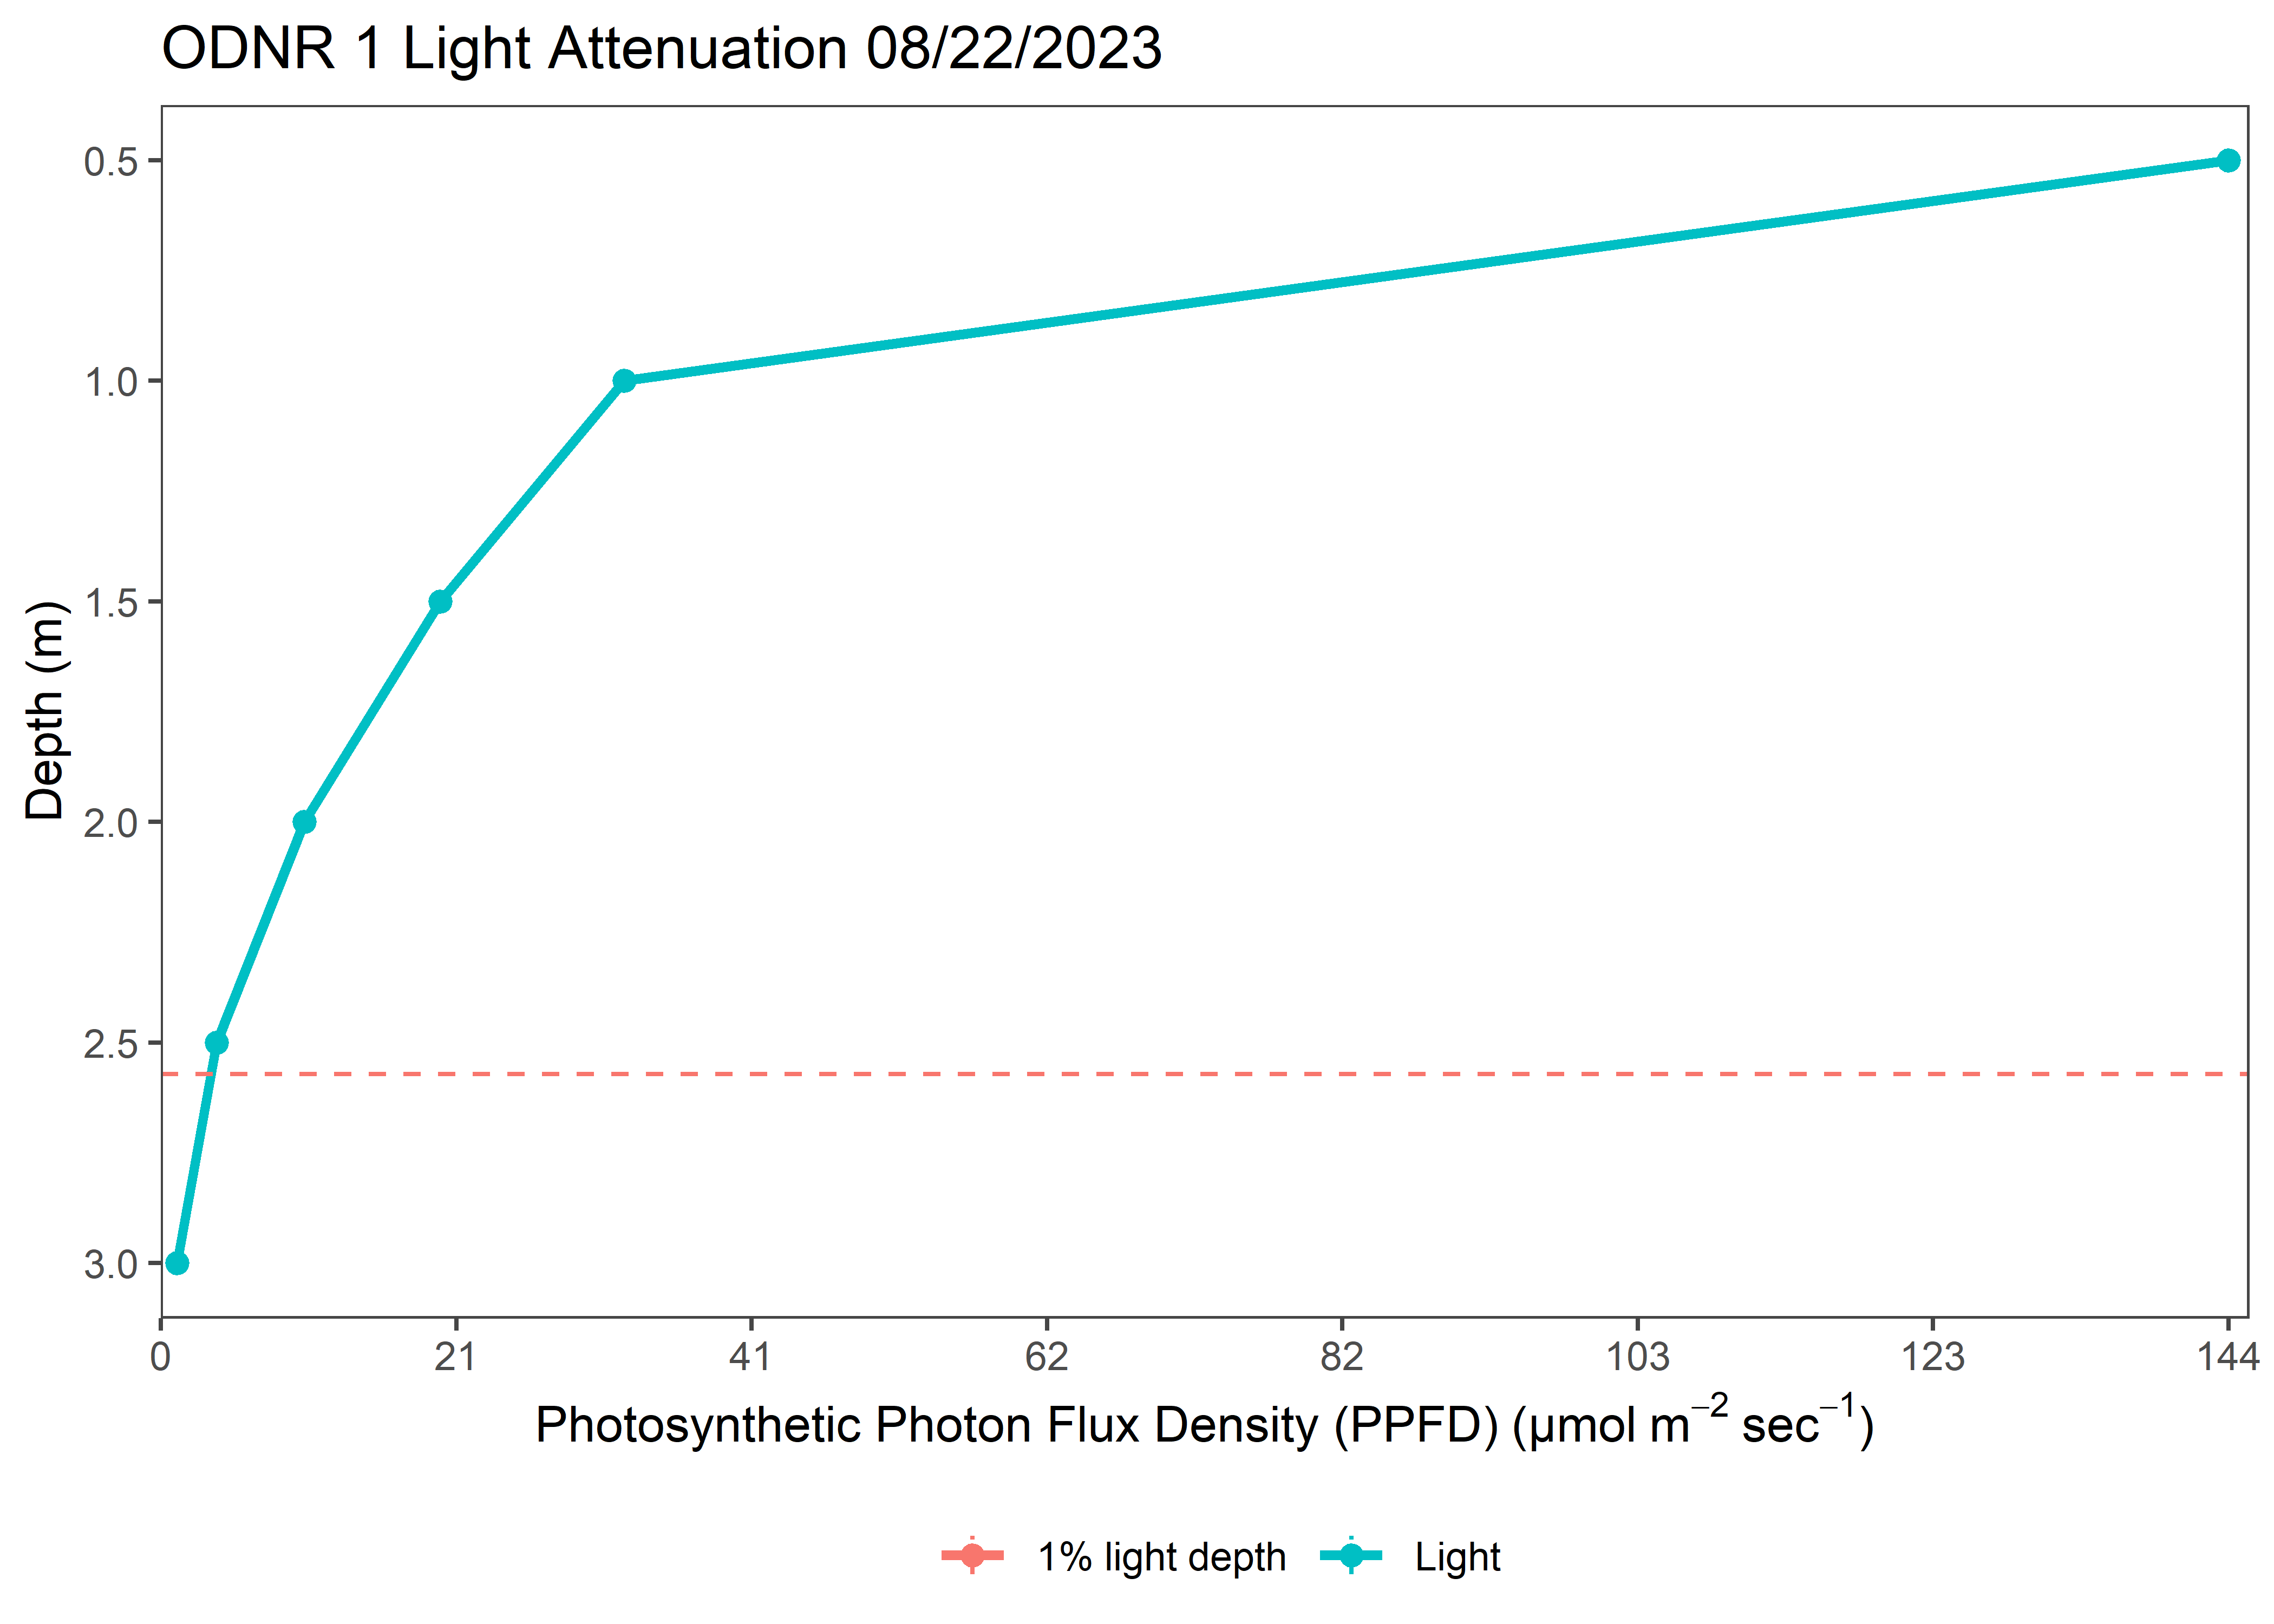 ODNR 1 Light Attenuation 08/22/2023
Depth (m)
0.5
1.0
1.5
2.0
2.5
3.0
0 21 41 62 82 103 123 144
Photosynthetic Photon Flux Density (PPFD) (µmol m⁻² sec⁻¹)
1% light depth Light